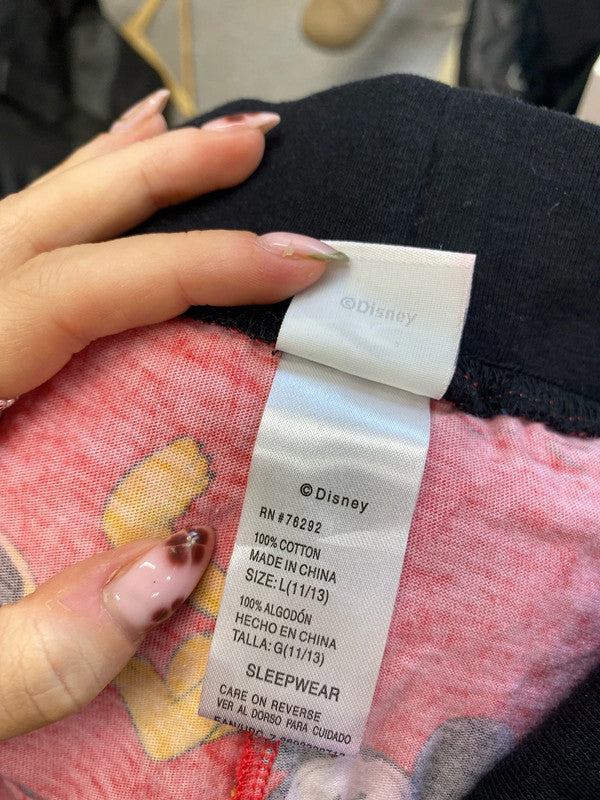 ©Disney
©Disney
RN#76292
100% COTTON
MADE IN CHINA
SIZE: L(11/13)
100% ALGODÓN
HECHO EN CHINA
TALLA: G(11/13)
SLEEPWEAR
CARE ON REVERSE
VER AL DORSO PARA CUIDADO